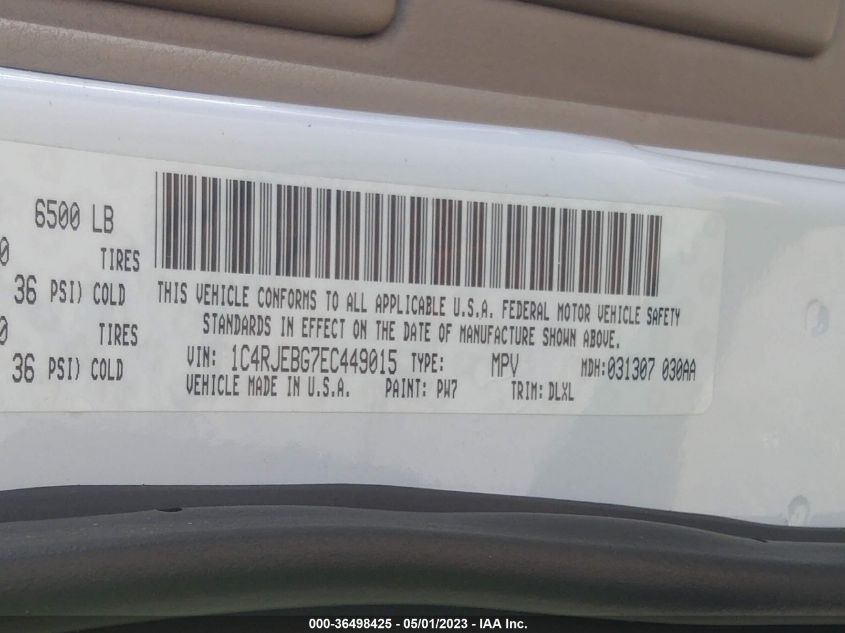 6500 LB
0 TIRES
36 PSI) COLD
0 TIRES
36 PSI) COLD
THIS VEHICLE CONFORMS TO ALL APPLICABLE U.S.A. FEDERAL MOTOR VEHICLE SAFETY
STANDARDS IN EFFECT ON THE DATE OF MANUFACTURE SHOWN ABOVE.
VIN: 1C4RJEBG7EC449015 TYPE: MPV MDH:031307 030AA
VEHICLE MADE IN U.S.A. PAINT: PW7 TRIM: DLXL
000-36498425 - 05/01/2023 - IAA Inc.